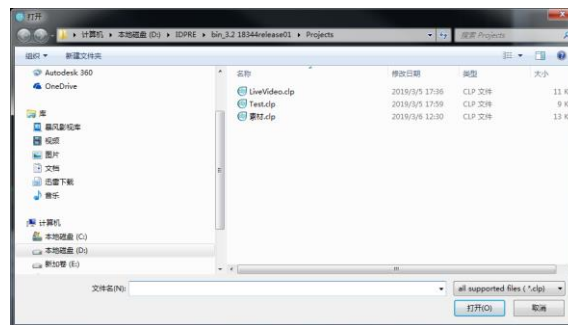 打开
计算机 ▸ 本地磁盘 (D:) ▸ IDPRE ▸ bin_3.2 18344release01 ▸ Projects
搜索 Projects
组织 新建文件夹
Autodesk 360
OneDrive
库
暴风影视库
视频
图片
文档
迅雷下载
音乐
计算机
本地磁盘 (C:)
本地磁盘 (D:)
新加卷 (E:)
名称 修改日期 类型 大小
LiveVideo.clp 2019/3/5 17:36 CLP 文件 11 K
Test.clp 2019/3/5 17:59 CLP 文件 9 K
素材.clp 2019/3/6 12:30 CLP 文件 13 K
文件名(N): all supported files ( *.clp)
打开(O) 取消